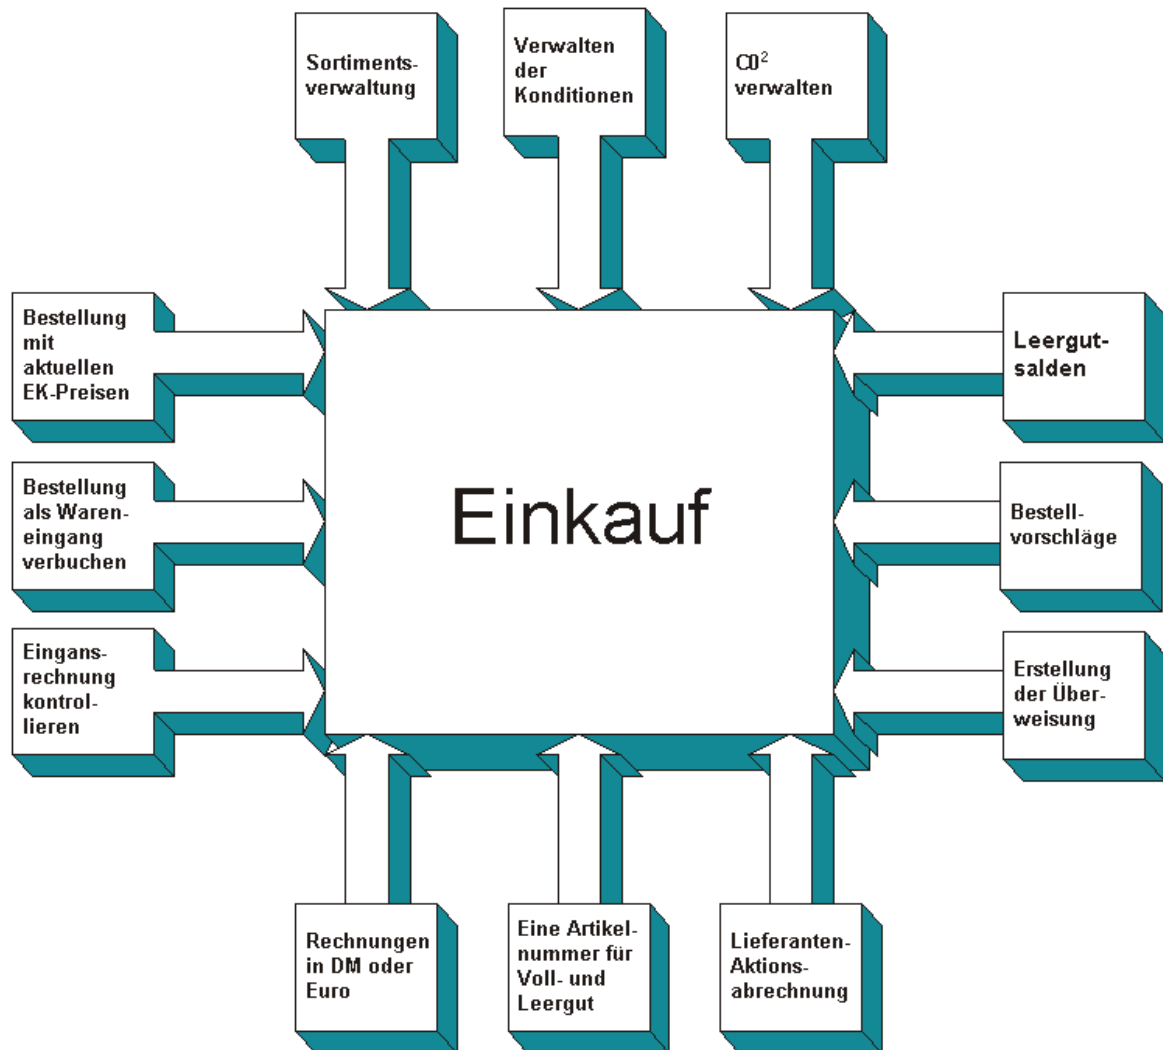 Sortiments-
verwaltung
Verwalten
der
Konditionen
C0²
verwalten
Bestellung
mit
aktuellen
EK-Preisen
Leergut-
salden
Einkauf
Bestellung
als Waren-
eingang
verbuchen
Bestell-
vorschläge
Eingans-
rechnung
kontrol-
lieren
Erstellung
der Über-
weisung
Rechnungen
in DM oder
Euro
Eine Artikel-
nummer für
Voll- und
Leergut
Lieferanten-
Aktions-
abrechnung